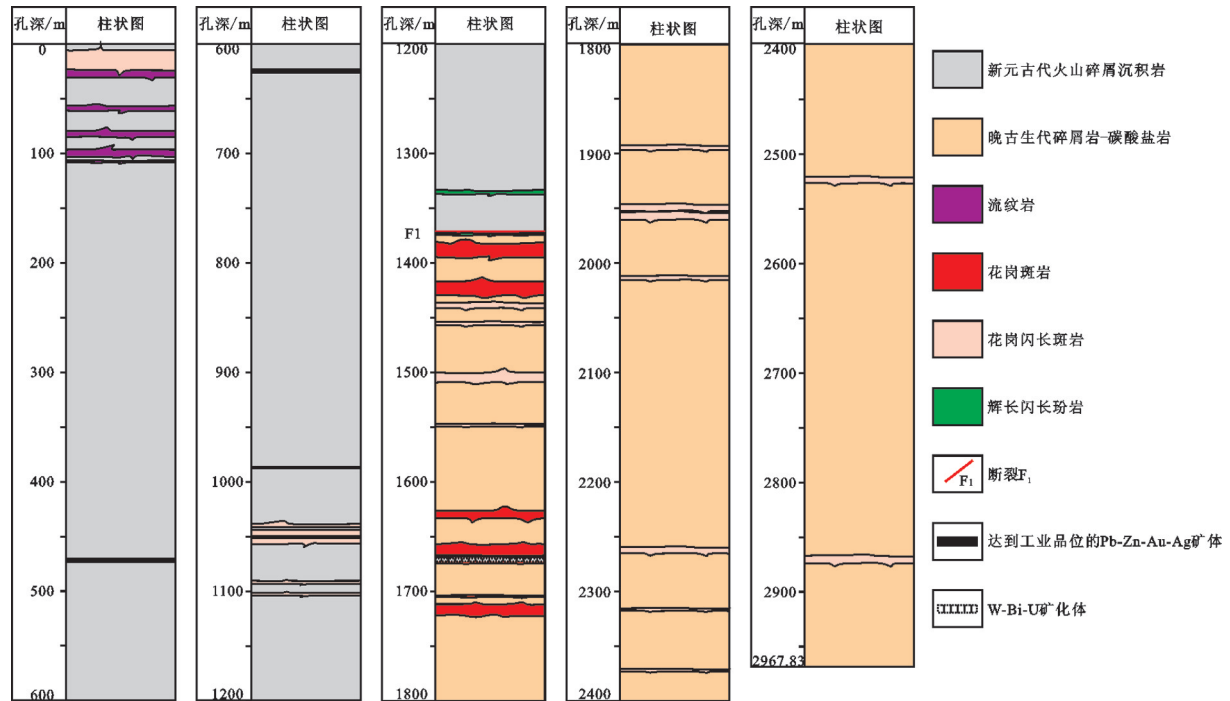 孔深/m 柱状图
0
100
200
300
400
500
600
孔深/m 柱状图
600
700
800
900
1000
1100
1200
孔深/m 柱状图
1200
1300
F1
1400
1500
1600
1700
1800
孔深/m 柱状图
1800
1900
2000
2100
2200
2300
2400
孔深/m 柱状图
2400
2500
2600
2700
2800
2900
2967.83
新元古代火山碎屑沉积岩
晚古生代碎屑岩-碳酸盐岩
流纹岩
花岗斑岩
花岗闪长斑岩
辉长闪长玢岩
F₁ 断裂F₁
达到工业品位的Pb-Zn-Au-Ag矿体
W-Bi-U矿化体